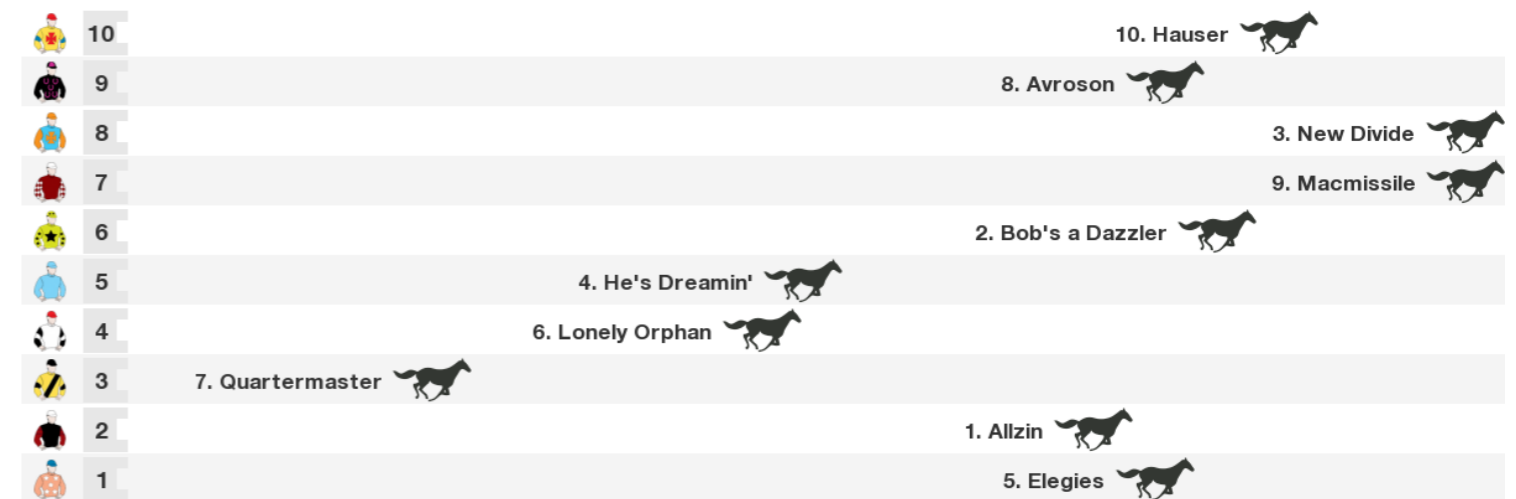 10 10. Hauser
9 8. Avroson
8 3. New Divide
7 9. Macmissile
6 2. Bob's a Dazzler
5 4. He's Dreamin'
4 6. Lonely Orphan
3 7. Quartermaster
2 1. Allzin
1 5. Elegies